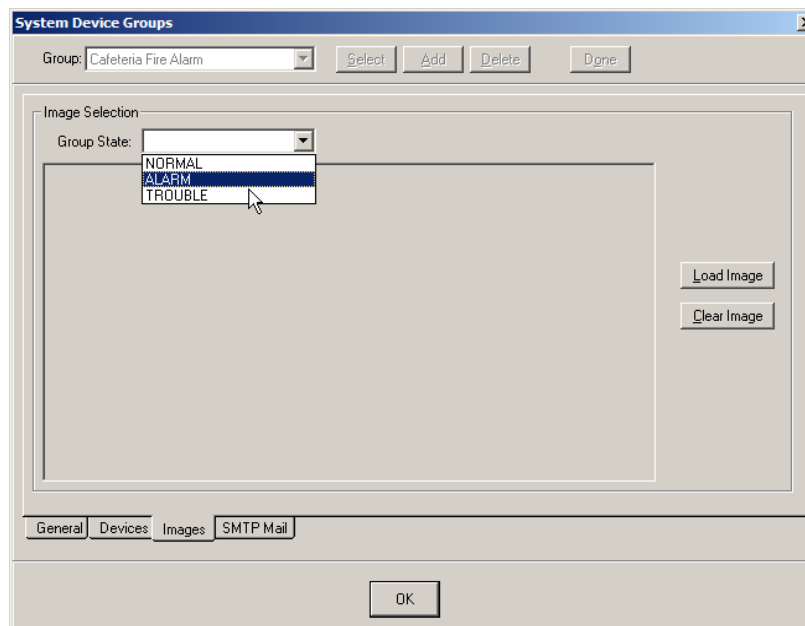 System Device Groups
Group: Cafeteria Fire Alarm Select Add Delete Done
Image Selection
Group State:
NORMAL
ALARM
TROUBLE
Load Image
Clear Image
General Devices Images SMTP Mail
OK